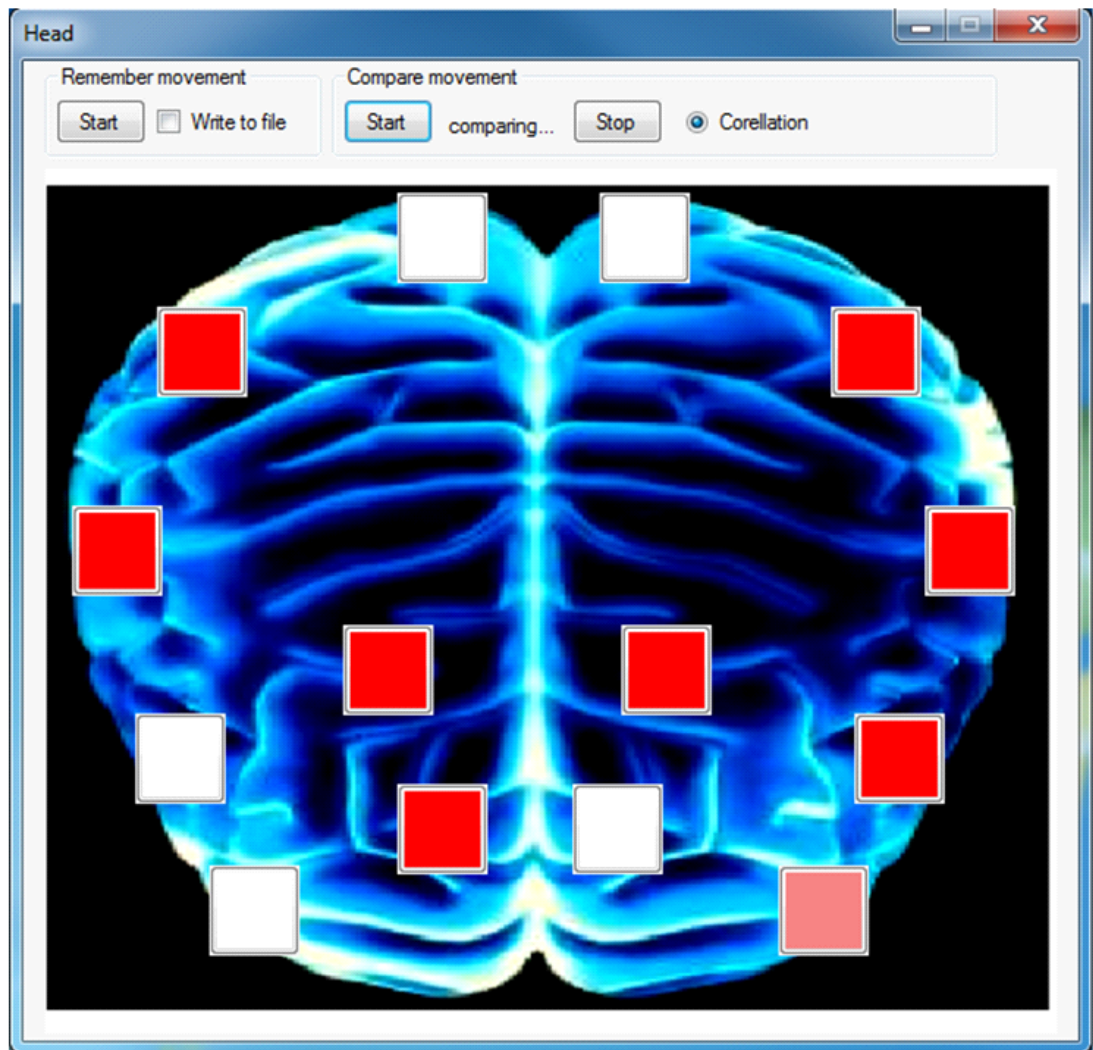 Head
Remember movement
Compare movement
Start
Write to file
Start
comparing...
Stop
Corellation